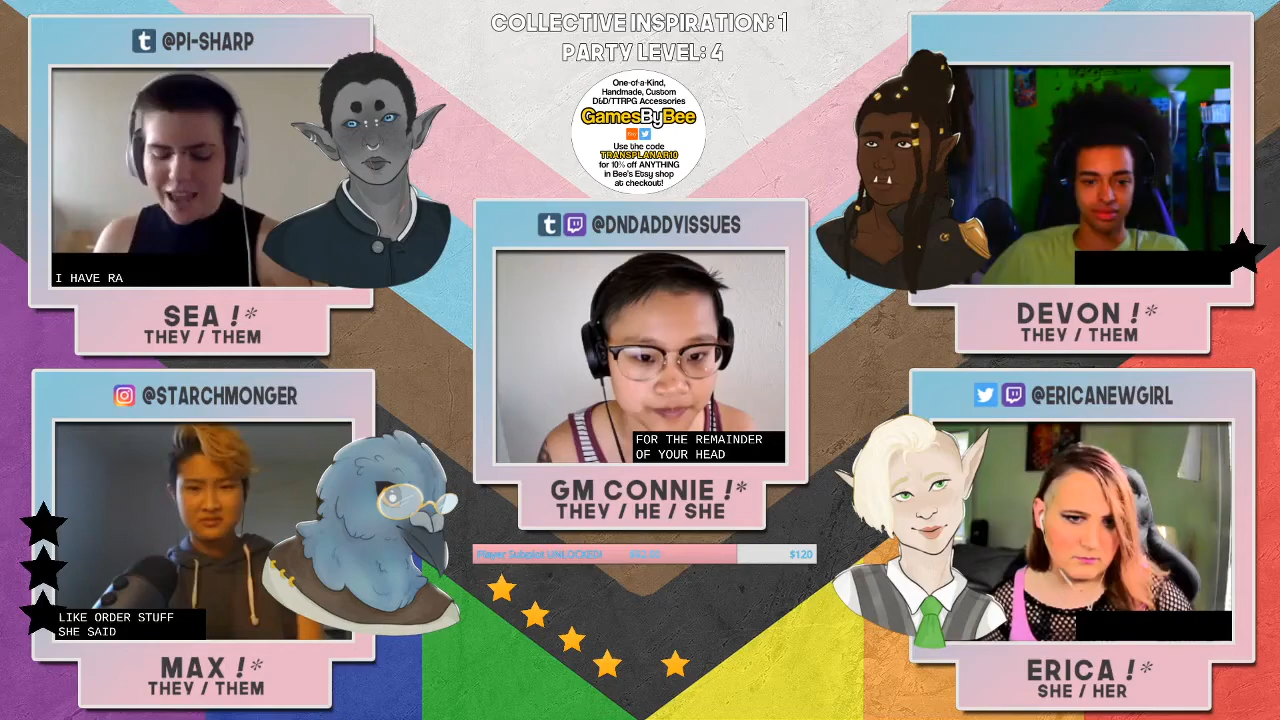 COLLECTIVE INSPIRATION: 1
PARTY LEVEL: 4
One-of-a-Kind,
Handmade, Custom
D&D/TTRPG Accessories
GamesByBee
Etsy
Use the code
TRANSPLANAR10
for 10% off ANYTHING
in Bee's Etsy shop
at checkout!
@PI-SHARP
I HAVE RA
SEA !*
THEY / THEM
@DNDADDYISSUES
FOR THE REMAINDER
OF YOUR HEAD
GM CONNIE !*
THEY / HE / SHE
DEVON !*
THEY / THEM
@STARCHMONGER
LIKE ORDER STUFF
SHE SAID
MAX !*
THEY / THEM
Player Subplot UNLOCKED!
$120
@ERICANEWGIRL
ERICA !*
SHE / HER